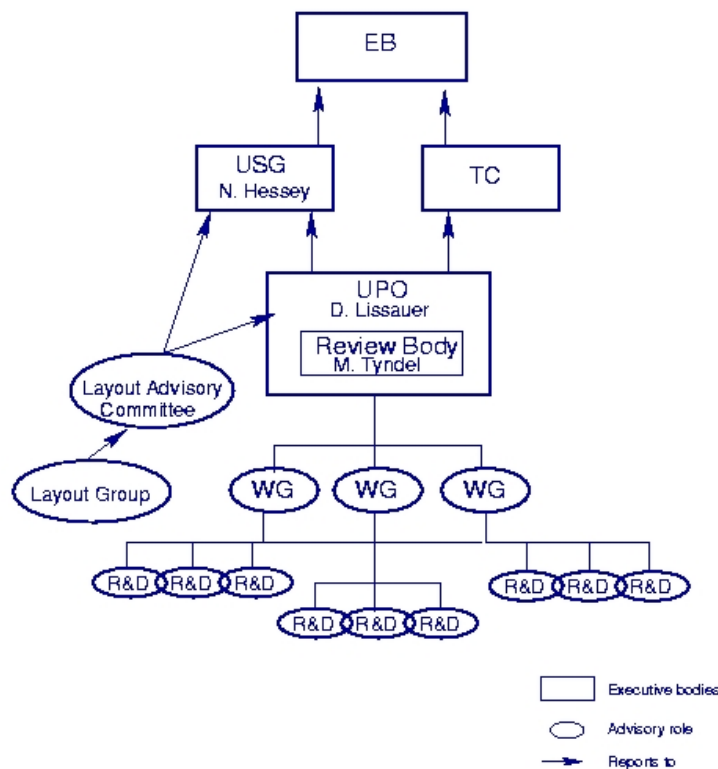 EB
USG
N. Hessey
TC
UPO
D. Lissauer
Review Body
M. Tyndel
Layout Advisory
Committee
Layout Group
WG WG WG
R&D R&D R&D
R&D R&D R&D
R&D R&D R&D
Executive bodies
Advisory role
Reports to